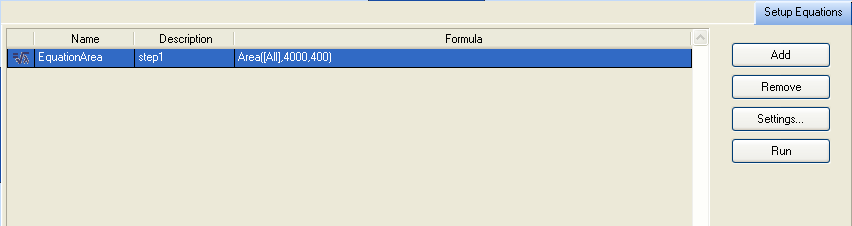 Setup Equations
Name Description Formula
EquationArea step1 Area([All],4000,400)
Add
Remove
Settings...
Run